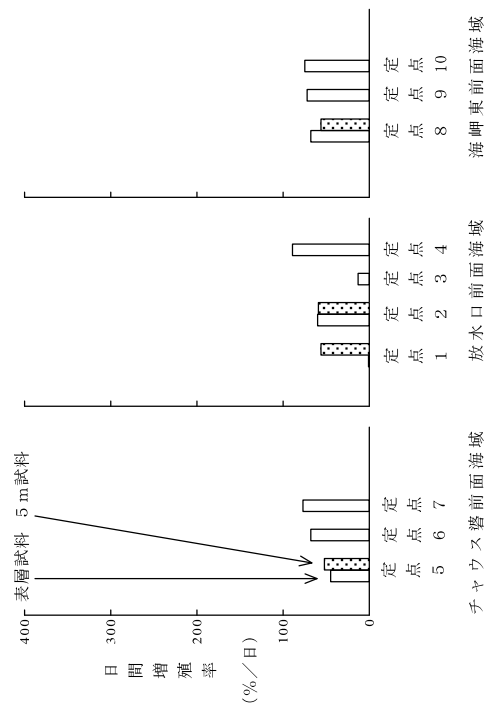 表層試料 5m試料
400
300
200
100
0
日間増殖率
(%/日)
定点5
定点6
定点7
チャウス礬前面海域
定点1
定点2
定点3
定点4
放水口前面海域
定点8
定点9
定点10
海岬東前面海域